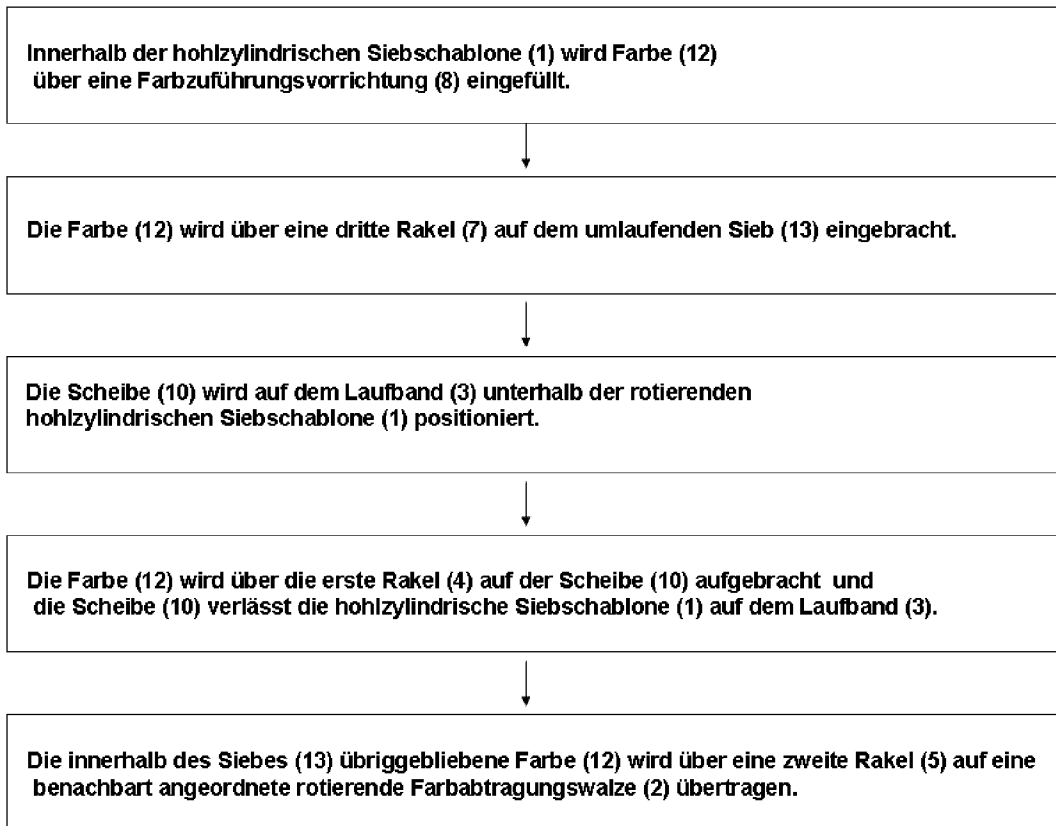 Innerhalb der hohlzylindrischen Siebschablone (1) wird Farbe (12)
über eine Farbzuführungsvorrichtung (8) eingefüllt.
Die Farbe (12) wird über eine dritte Rakel (7) auf dem umlaufenden Sieb (13) eingebracht.
Die Scheibe (10) wird auf dem Laufband (3) unterhalb der rotierenden
hohlzylindrischen Siebschablone (1) positioniert.
Die Farbe (12) wird über die erste Rakel (4) auf der Scheibe (10) aufgebracht und
die Scheibe (10) verlässt die hohlzylindrische Siebschablone (1) auf dem Laufband (3).
Die innerhalb des Siebes (13) übriggebliebene Farbe (12) wird über eine zweite Rakel (5) auf eine
benachbart angeordnete rotierende Farbabtragungswalze (2) übertragen.